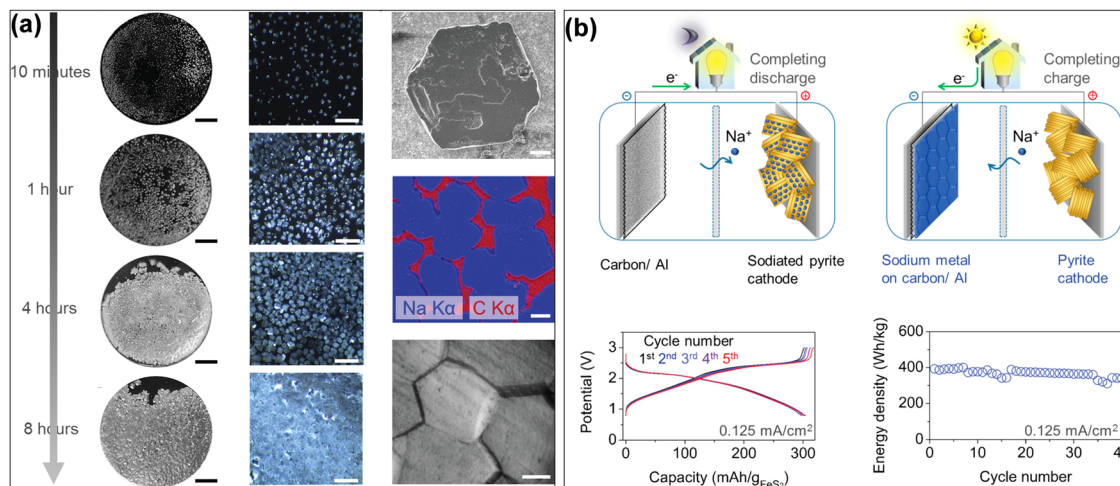 (a)
10 minutes
1 hour
4 hours
8 hours
Na Kα C Kα
(b)
Completing
discharge
e-
Na+
Carbon/ Al
Sodiated pyrite
cathode
Completing
charge
e-
Na+
Sodium metal
on carbon/ Al
Pyrite
cathode
Cycle number
1st 2nd 3rd 4th 5th
Potential (V)
4
3
2
1
0
0.125 mA/cm2
0 100 200 300
Capacity (mAh/gFeS2)
Energy density (Wh/kg)
600
400
200
0
0.125 mA/cm2
0 10 20 30 40
Cycle number